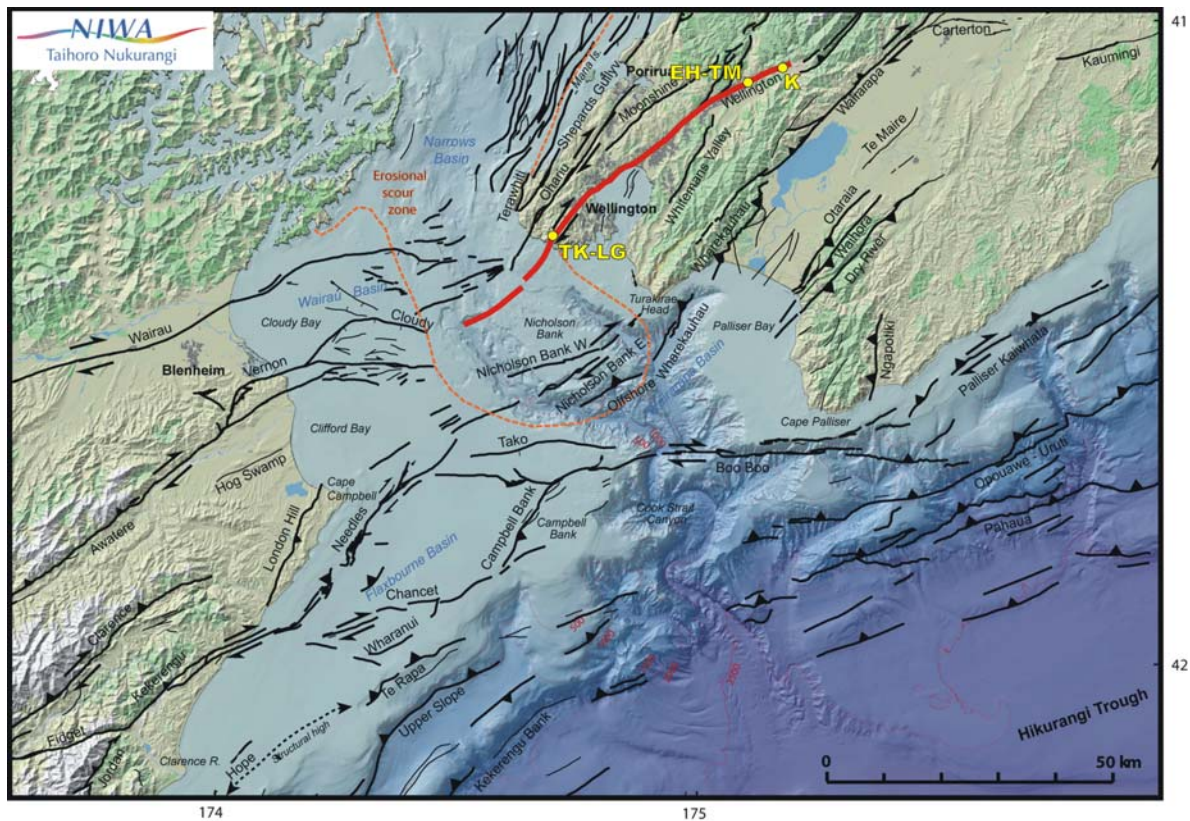 NIWA
Taihoro Nukurangi
41
Carterton
Kaumingi
Mana Is.
Porirua
EH-TM
K
Wellington
Wairarapa
Shepards Gully
Moonshine
Te Maire
Narrows
Basin
Erosional
scour
zone
Terawhiti
Ohariu
Whitemans Valley
Wellington
TK-LG
Otaraia
Waihora
Dry River
Wharekauhau
Wairau Basin
Cloudy Bay
Cloudy
Wairau
Turakirae
Head
Palliser Bay
Nicholson
Bank
Nicholson Bank W
Nicholson Bank E
Offshore Wharekauhau
Ngapotiki
Palliser Kaiwhata
Blenheim
Vernon
Clifford Bay
Cape Palliser
Tako
Boo Boo
Opouawe - Uruti
Hog Swamp
Cape
Campbell
Needles
Campbell Bank
Campbell
Bank
Cook Strait
Canyon
Pahaua
Awatere
London Hill
Flaxbourne Basin
Chancet
Wharanui
Clarence
Kekerengu
Te Rapa
42
Upper Slope
Hikurangi Trough
Fidget
Jordan
Clarence R.
Hope
Structural high
Kekerengu Bank
0
50 km
174
175